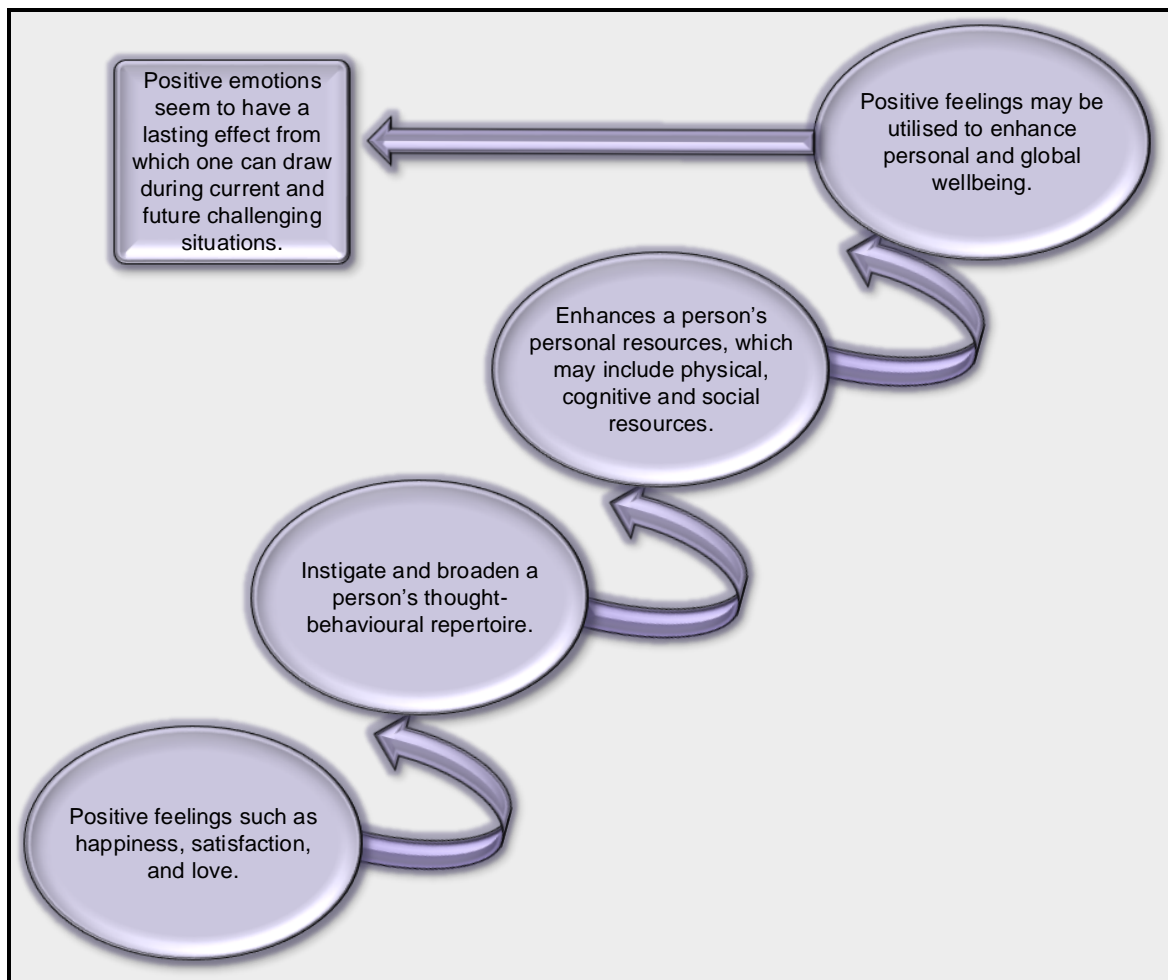 Positive emotions
seem to have a
lasting effect from
which one can draw
during current and
future challenging
situations.
Positive feelings may be
utilised to enhance
personal and global
wellbeing.
Enhances a person’s
personal resources, which
may include physical,
cognitive and social
resources.
Instigate and broaden a
person’s thought-
behavioural repertoire.
Positive feelings such as
happiness, satisfaction,
and love.